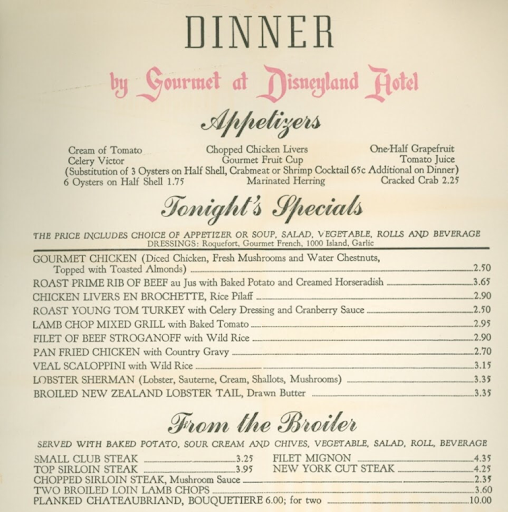 DINNER
by Gourmet at Disneyland Hotel
Appetizers
Cream of Tomato Chopped Chicken Livers One-Half Grapefruit
Celery Victor Gourmet Fruit Cup Tomato Juice
(Substitution of 3 Oysters on Half Shell, Crabmeat or Shrimp Cocktail 65c Additional on Dinner)
6 Oysters on Half Shell 1.75 Marinated Herring Cracked Crab 2.25
Tonight's Specials
THE PRICE INCLUDES CHOICE OF APPETIZER OR SOUP, SALAD, VEGETABLE, ROLLS AND BEVERAGE
DRESSINGS: Roquefort, Gourmet French, 1000 Island, Garlic
GOURMET CHICKEN (Diced Chicken, Fresh Mushrooms and Water Chestnuts,
Topped with Toasted Almonds) 2.50
ROAST PRIME RIB OF BEEF au Jus with Baked Potato and Creamed Horseradish 3.65
CHICKEN LIVERS EN BROCHETTE, Rice Pilaff 2.90
ROAST YOUNG TOM TURKEY with Celery Dressing and Cranberry Sauce 2.50
LAMB CHOP MIXED GRILL with Baked Tomato 2.95
FILET OF BEEF STROGANOFF with Wild Rice 2.90
PAN FRIED CHICKEN with Country Gravy 2.70
VEAL SCALOPPINI with Wild Rice 3.15
LOBSTER SHERMAN (Lobster, Sauterne, Cream, Shallots, Mushrooms) 3.35
BROILED NEW ZEALAND LOBSTER TAIL, Drawn Butter 3.35
From the Broiler
SERVED WITH BAKED POTATO, SOUR CREAM AND CHIVES, VEGETABLE, SALAD, ROLL, BEVERAGE
SMALL CLUB STEAK 3.25 FILET MIGNON 4.35
TOP SIRLOIN STEAK 3.95 NEW YORK CUT STEAK 4.25
CHOPPED SIRLOIN STEAK, Mushroom Sauce 2.35
TWO BROILED LOIN LAMB CHOPS 3.60
PLANKED CHATEAUBRIAND, BOUQUETIERE 6.00; for two 10.00